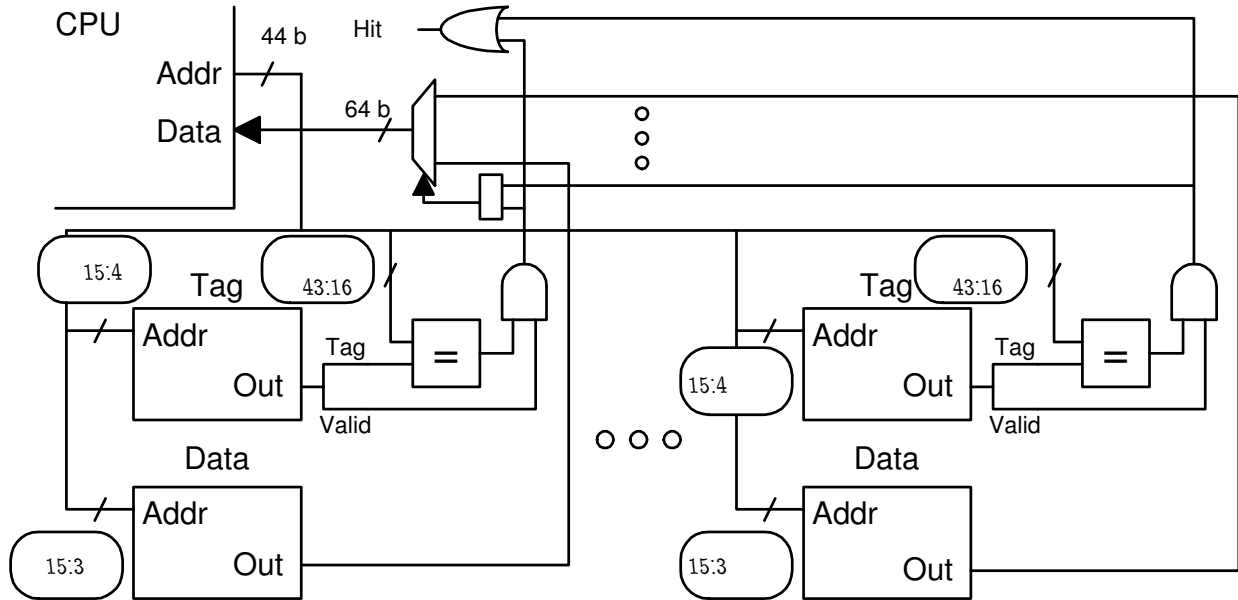 CPU
44 b
Hit
Addr
64 b
Data
15:4
Tag
43:16
Tag
43:16
Addr
Tag
=
Out
Valid
Addr
Tag
=
15:4
Out
Valid
Data
Data
Addr
Addr
15:3
Out
15:3
Out